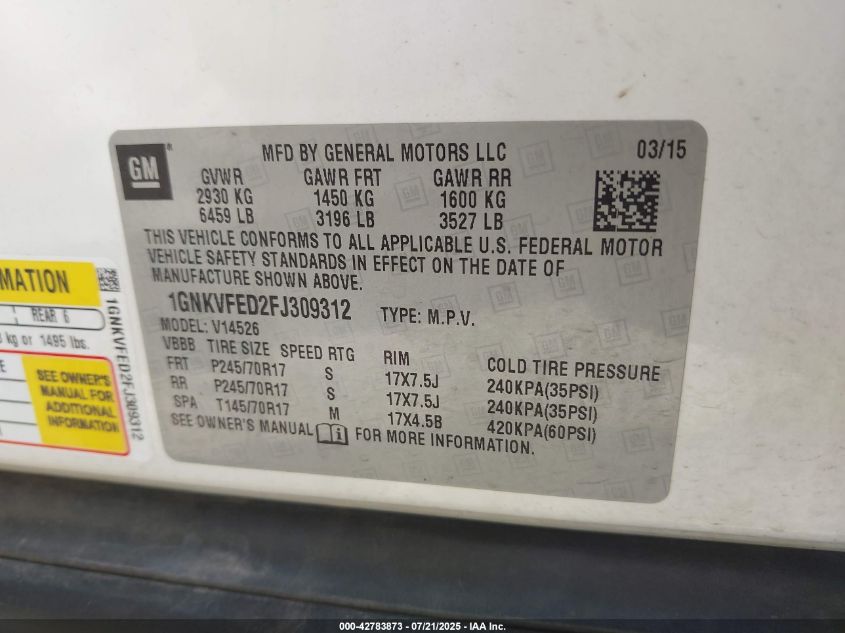 GM
MFD BY GENERAL MOTORS LLC 03/15
GVWR GAWR FRT GAWR RR
2930 KG 1450 KG 1600 KG
6459 LB 3196 LB 3527 LB
THIS VEHICLE CONFORMS TO ALL APPLICABLE U.S. FEDERAL MOTOR
VEHICLE SAFETY STANDARDS IN EFFECT ON THE DATE OF
MANUFACTURE SHOWN ABOVE.
1GNKVFED2FJ309312 TYPE: M.P.V.
MODEL: V14526
VBBB TIRE SIZE SPEED RTG RIM COLD TIRE PRESSURE
FRT P245/70R17 S 17X7.5J 240KPA(35PSI)
RR P245/70R17 S 17X7.5J 240KPA(35PSI)
SPA T145/70R17 M 17X4.5B 420KPA(60PSI)
SEE OWNER'S MANUAL FOR MORE INFORMATION.
REAR 6
kg or 1495 lbs.
SEE OWNER'S
MANUAL FOR
ADDITIONAL
INFORMATION
1GNKVFED2FJ309312
000-42783873 - 07/21/2025 - IAA Inc.